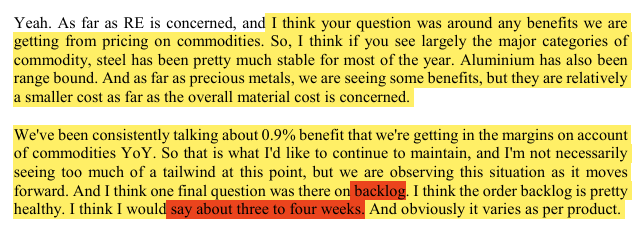 Yeah. As far as RE is concerned, and I think your question was around any benefits we are
getting from pricing on commodities. So, I think if you see largely the major categories of
commodity, steel has been pretty much stable for most of the year. Aluminium has also been
range bound. And as far as precious metals, we are seeing some benefits, but they are relatively
a smaller cost as far as the overall material cost is concerned.
We've been consistently talking about 0.9% benefit that we're getting in the margins on account
of commodities YoY. So that is what I'd like to continue to maintain, and I'm not necessarily
seeing too much of a tailwind at this point, but we are observing this situation as it moves
forward. And I think one final question was there on backlog. I think the order backlog is pretty
healthy. I think I would say about three to four weeks. And obviously it varies as per product.